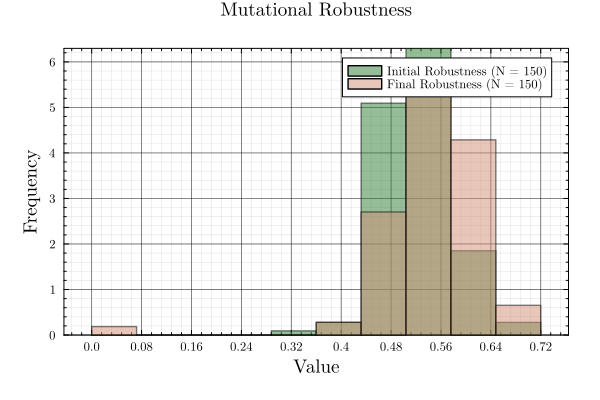 Mutational Robustness
Initial Robustness (N = 150)
Final Robustness (N = 150)
Frequency
6
5
4
3
2
1
0
0.0 0.08 0.16 0.24 0.32 0.4 0.48 0.56 0.64 0.72
Value